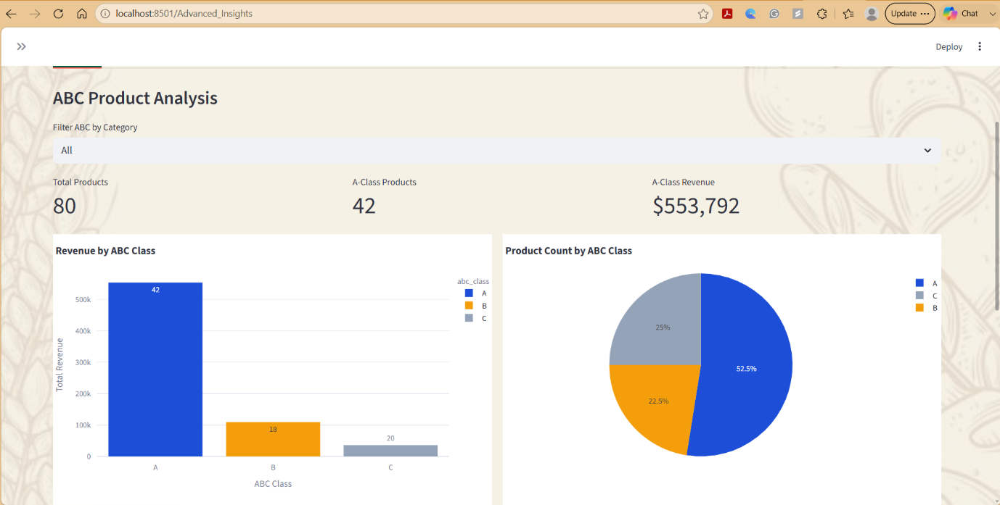 localhost:8501/Advanced_Insights
Update
Chat
Deploy
ABC Product Analysis
Filter ABC by Category
All
Total Products
A-Class Products
A-Class Revenue
80
42
$553,792
Revenue by ABC Class
abc_class
A
B
C
500k
400k
300k
200k
100k
0
Total Revenue
42
18
20
A
B
C
ABC Class
Product Count by ABC Class
A
C
B
25%
52.5%
22.5%